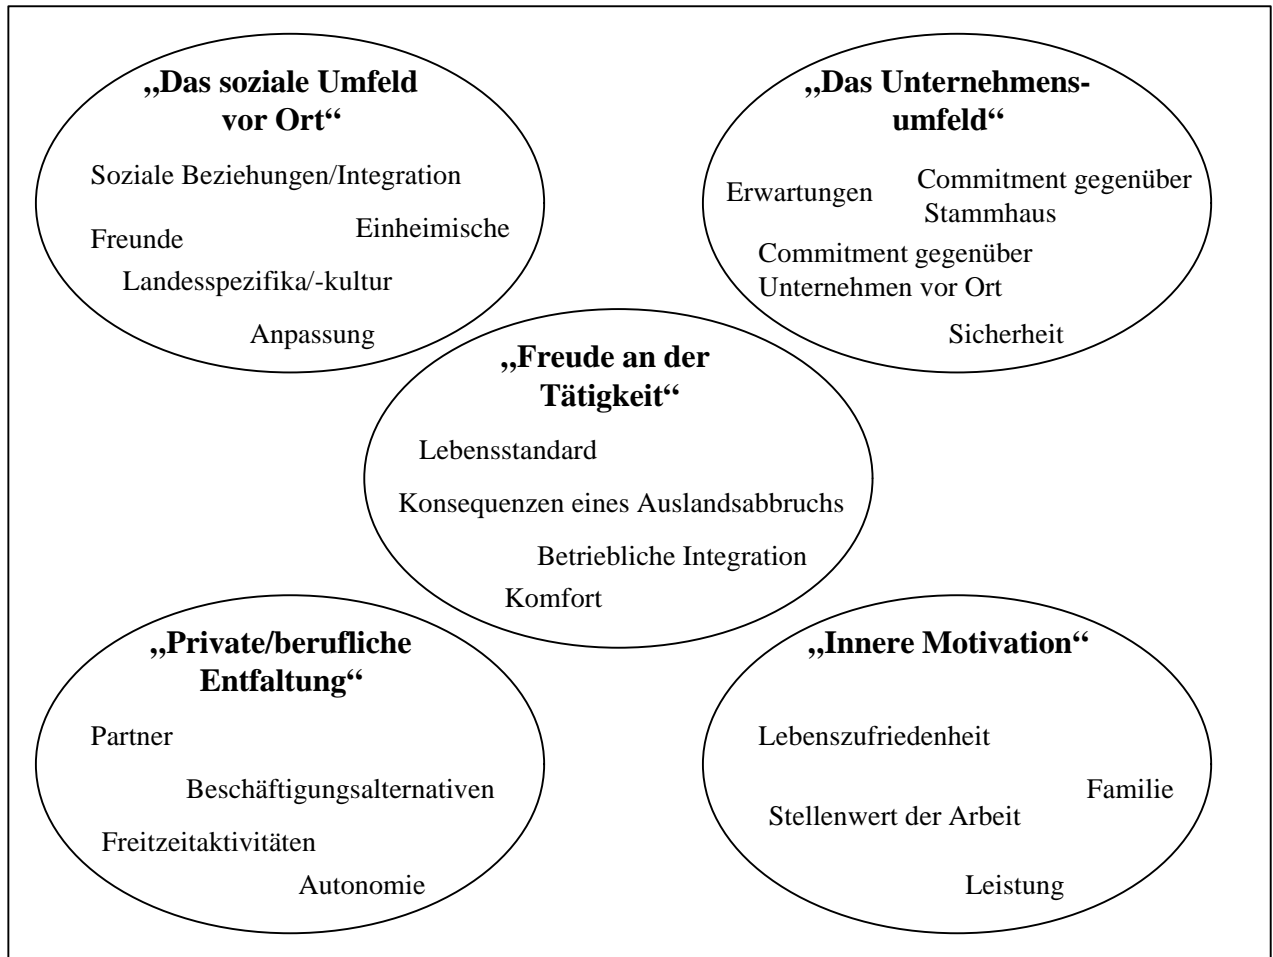 „Das soziale Umfeld
vor Ort“
Soziale Beziehungen/Integration
Einheimische
Freunde
Landesspezifika/-kultur
Anpassung
„Das Unternehmens-
umfeld“
Erwartungen
Commitment gegenüber
Stammhaus
Commitment gegenüber
Unternehmen vor Ort
Sicherheit
„Freude an der
Tätigkeit“
Lebensstandard
Konsequenzen eines Auslandsabbruchs
Betriebliche Integration
Komfort
„Private/berufliche
Entfaltung“
Partner
Beschäftigungsalternativen
Freitzeitaktivitäten
Autonomie
„Innere Motivation“
Lebenszufriedenheit
Familie
Stellenwert der Arbeit
Leistung